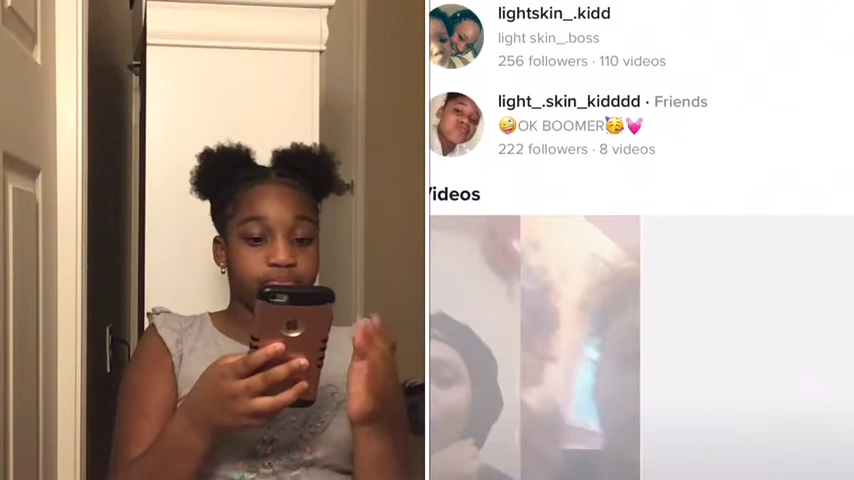 lightskin_.kidd
light skin_.boss
256 followers · 110 videos
light_.skin_kidddd · Friends
🤪OK BOOMER🥳💓
222 followers · 8 videos
Videos